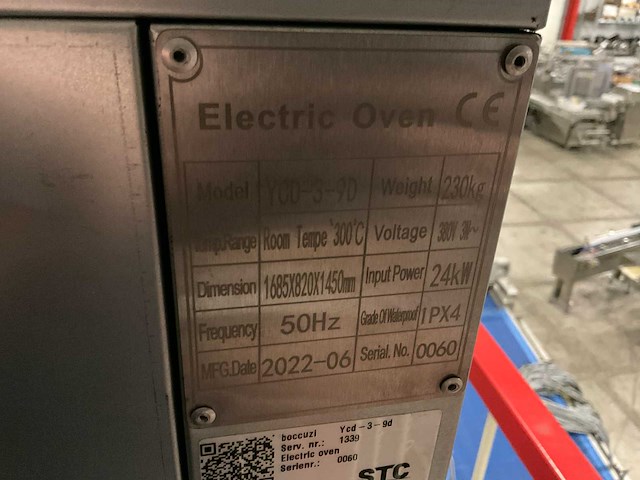 Electric Oven CE
Model YCD-3-9D Weight 230kg
Temp.Range Room Tempe~300°C Voltage 380V 3N~
Dimension 1685X820X1450mm Input Power 24kW
Frequency 50Hz Grade Of Waterproof IPX4
MFG.Date 2022-06 Serial. No. 0060
boccuzi Ycd-3-9d
Serv. nr.: 1339
Electric oven
Serienr.: 0060
STC